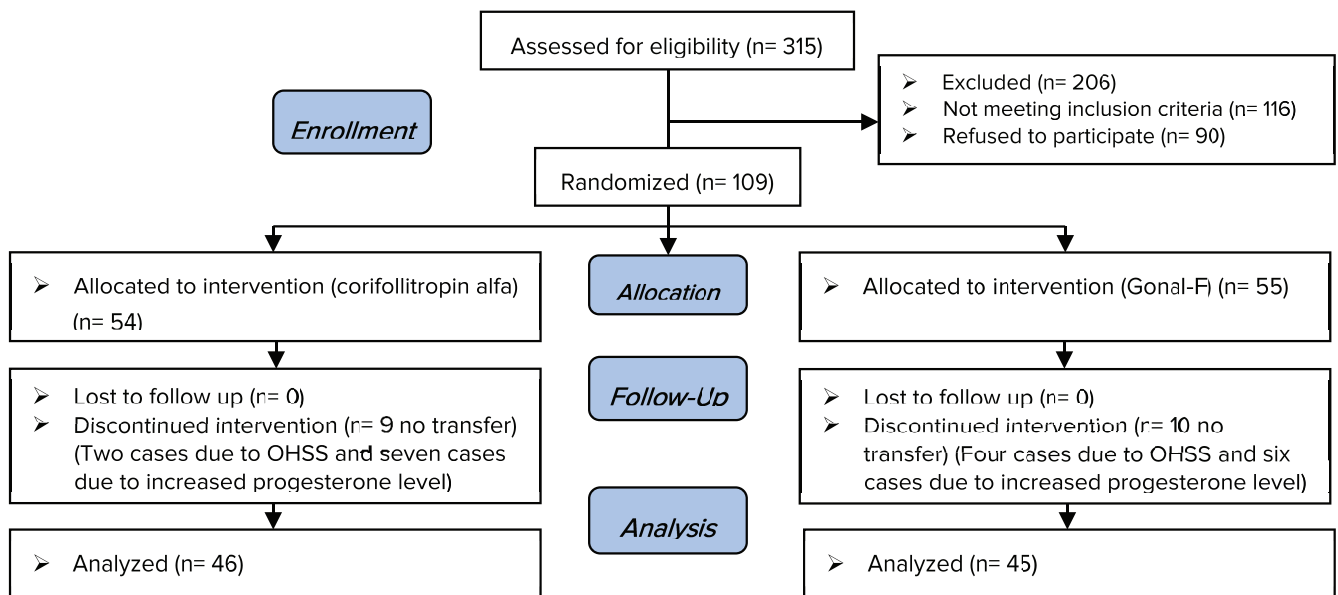 Assessed for eligibility (n= 315)
➢ Excluded (n= 206)
➢ Not meeting inclusion criteria (n= 116)
➢ Refused to participate (n= 90)
Enrollment
Randomized (n= 109)
➢ Allocated to intervention (corifollitropin alfa)
(n= 54)
Allocation
➢ Allocated to intervention (Gonal-F) (n= 55)
➢ Lost to follow up (n= 0)
➢ Discontinued intervention (n= 9 no transfer)
(Two cases due to OHSS and seven cases
due to increased progesterone level)
Follow-Up
➢ Lost to follow up (n= 0)
➢ Discontinued intervention (n= 10 no
transfer) (Four cases due to OHSS and six
cases due to increased progesterone level)
Analysis
➢ Analyzed (n= 46)
➢ Analyzed (n= 45)